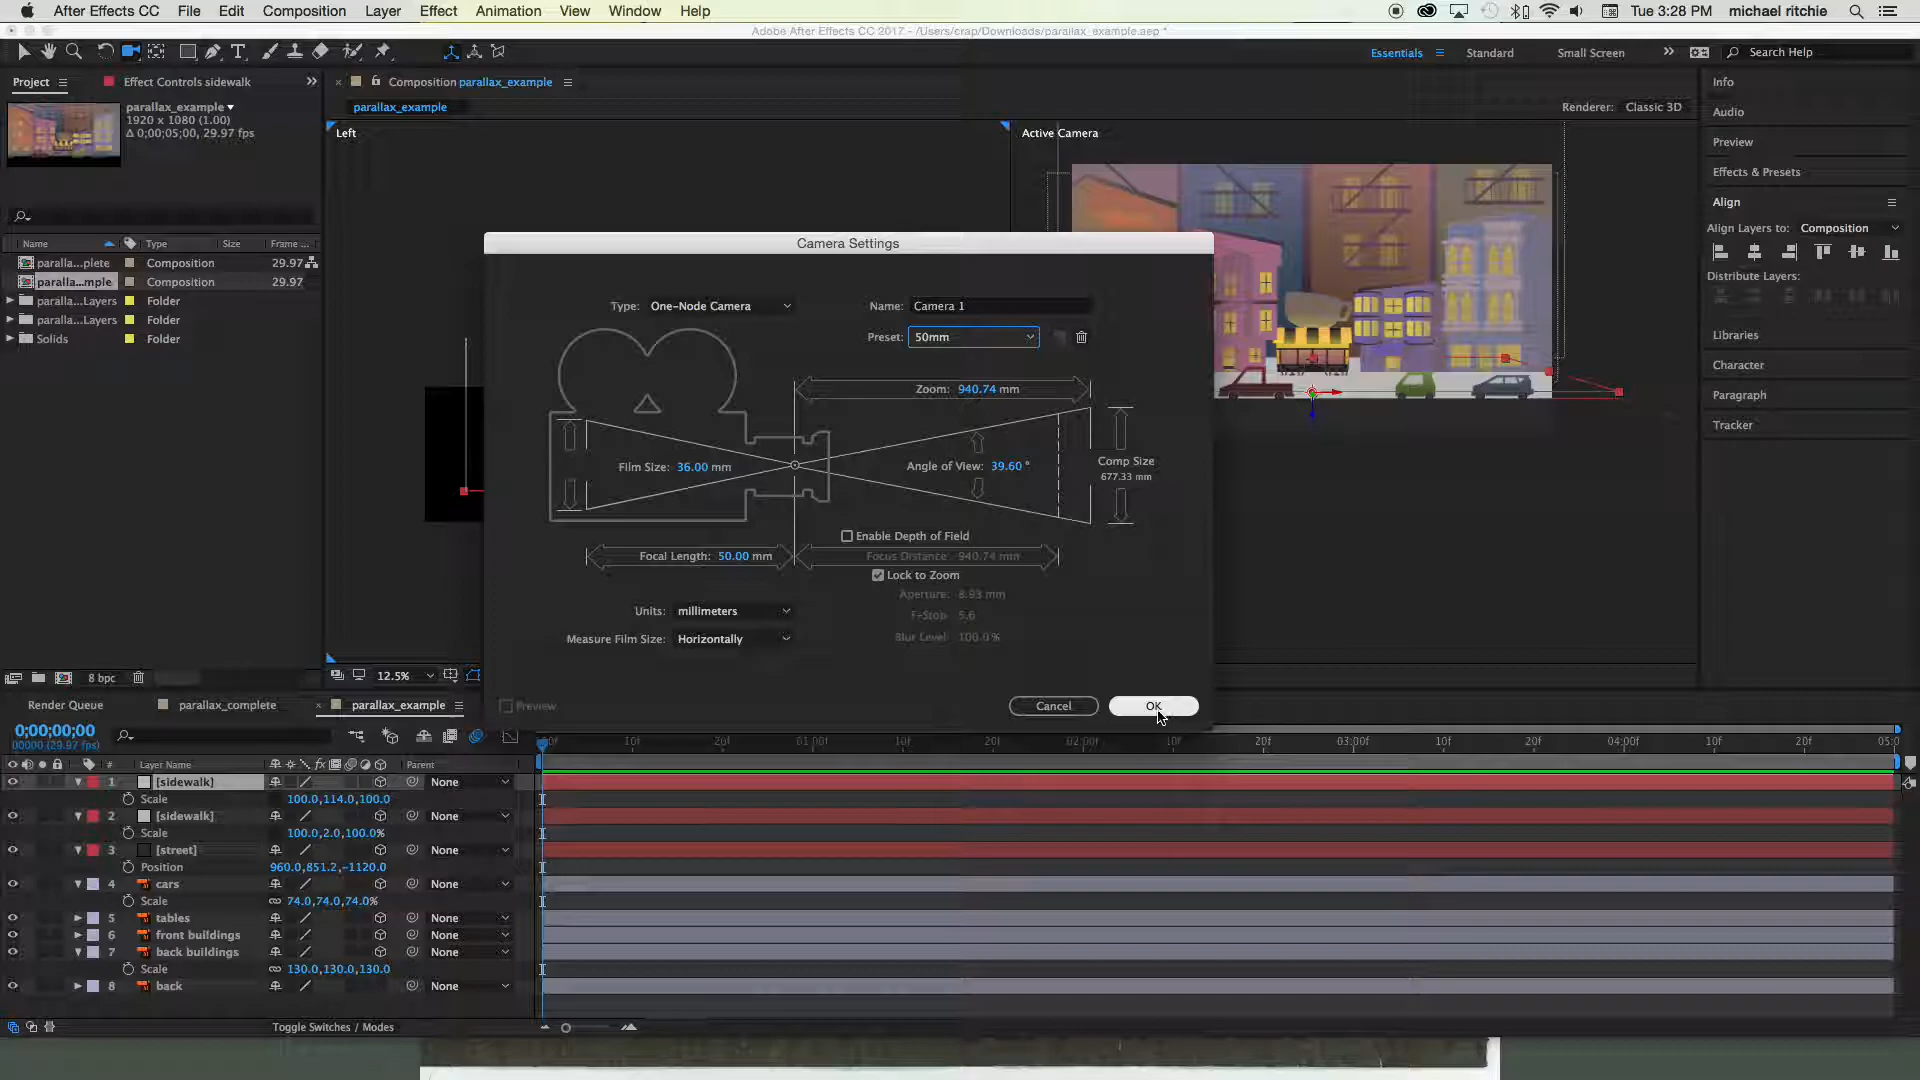 After Effects CC File Edit Composition Layer Effect Animation View Window Help Tue 3:28 PM michael ritchie
Adobe After Effects CC 2017 - /Users/crap/Downloads/parallax_example.aep *
T Essentials Standard Small Screen Search Help
Project Effect Controls sidewalk Composition parallax_example Info
parallax_example
1920 x 1080 (1.00)
Δ 0;00;05;00, 29.97 fps
parallax_example Renderer: Classic 3D Audio
Left Active Camera Preview
Effects & Presets
Align
Align Layers to: Composition
Distribute Layers:
Libraries
Character
Paragraph
Tracker
Name Type Size Frame ...
paralla...plete Composition 29.97
paralla...mple Composition 29.97
paralla...Layers Folder
paralla...Layers Folder
Solids Folder
Camera Settings
Type: One-Node Camera Name: Camera 1
Preset: 50mm
Zoom: 940.74 mm
Film Size: 36.00 mm Angle of View: 39.60 ° Comp Size
677.33 mm
Enable Depth of Field
Focal Length: 50.00 mm Focus Distance: 940.74 mm
Lock to Zoom
Aperture: 8.93 mm
Units: millimeters F-Stop: 5.6
Measure Film Size: Horizontally Blur Level: 100.0 %
Preview Cancel OK
8 bpc 12.5%
Render Queue parallax_complete parallax_example
0;00;00;00
00000 (29.97 fps)
10f 20f 01:00f 10f 20f 02:00f 10f 20f 03:00f 10f 20f 04:00f 10f 20f 05:0
# Layer Name fx Parent
1 [sidewalk] None
Scale 100.0,114.0,100.0
2 [sidewalk] None
Scale 100.0,2.0,100.0%
3 [street] None
Position 960.0,851.2,-1120.0
4 cars None
Scale 74.0,74.0,74.0%
5 tables None
6 front buildings None
7 back buildings None
Scale 130.0,130.0,130.0
8 back None
Toggle Switches / Modes